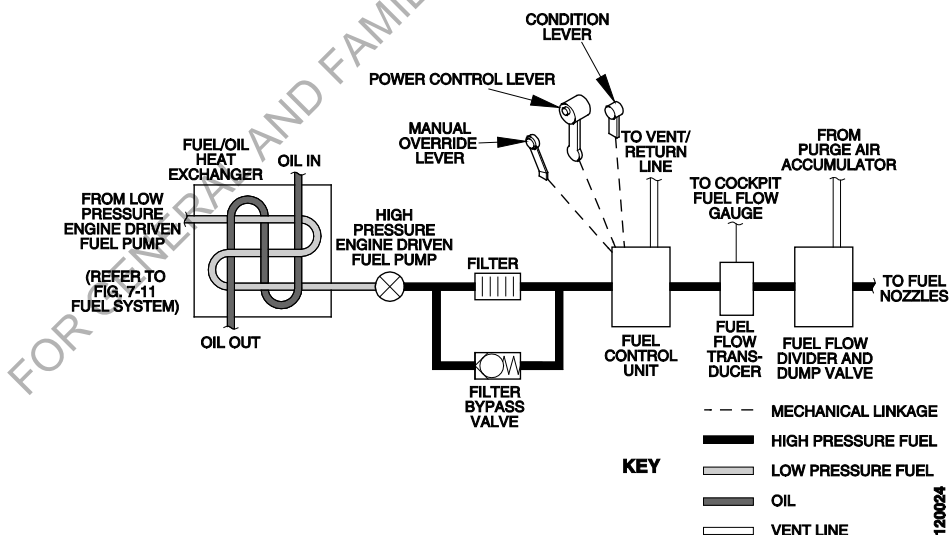 FOR GENERAL AND FAMIL
CONDITION
LEVER
POWER CONTROL LEVER
MANUAL
OVERRIDE
LEVER
TO VENT/
RETURN
LINE
FROM
PURGE AIR
ACCUMULATOR
TO COCKPIT
FUEL FLOW
GAUGE
FUEL/OIL
HEAT
EXCHANGER
OIL IN
FROM LOW
PRESSURE
ENGINE DRIVEN
FUEL PUMP
(REFER TO
FIG. 7-11
FUEL SYSTEM)
OIL OUT
HIGH
PRESSURE
ENGINE DRIVEN
FUEL PUMP
FILTER
FILTER
BYPASS
VALVE
FUEL
CONTROL
UNIT
FUEL
FLOW
TRANS-
DUCER
FUEL FLOW
DIVIDER AND
DUMP VALVE
TO FUEL
NOZZLES
KEY
MECHANICAL LINKAGE
HIGH PRESSURE FUEL
LOW PRESSURE FUEL
OIL
VENT LINE
120024